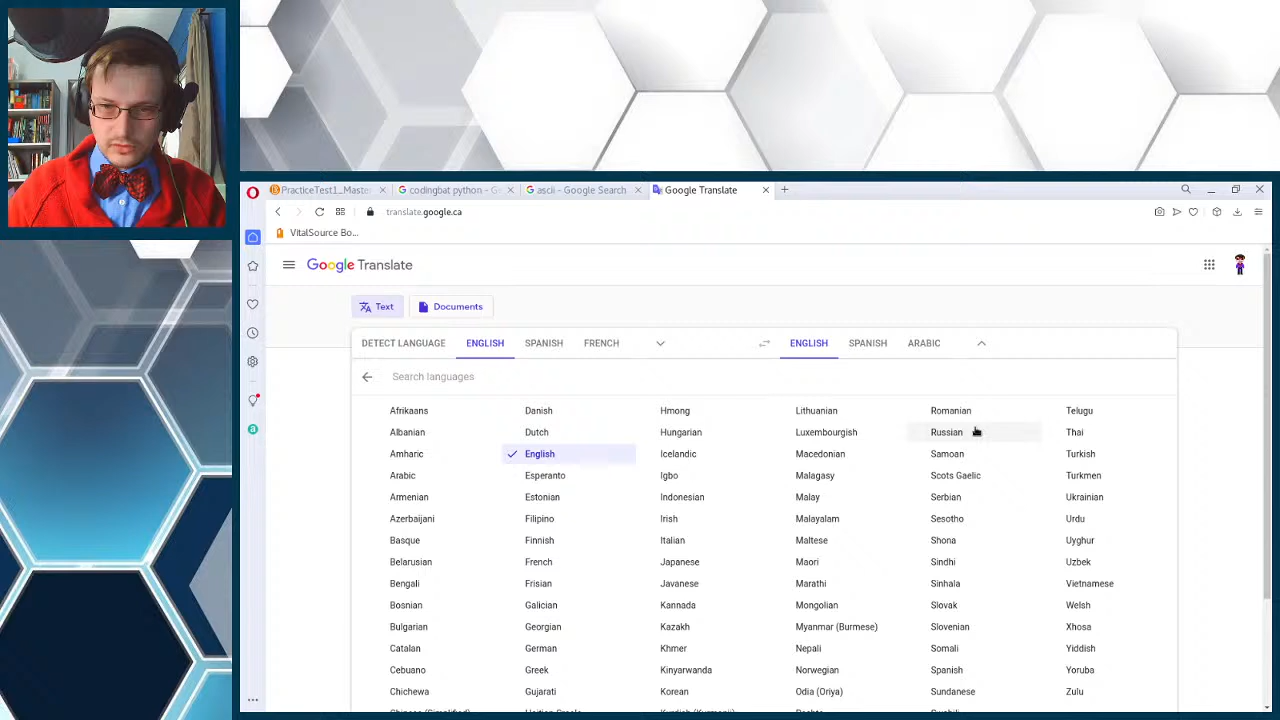 PracticeTest1_Maste
codingbat python - G
ascii - Google Search
Google Translate
translate.google.ca
VitalSource Bo...
Google Translate
Text
Documents
DETECT LANGUAGE ENGLISH SPANISH FRENCH
ENGLISH SPANISH ARABIC
Search languages
Afrikaans Danish Hmong Lithuanian Romanian Telugu
Albanian Dutch Hungarian Luxembourgish Russian Thai
Amharic English Icelandic Macedonian Samoan Turkish
Arabic Esperanto Igbo Malagasy Scots Gaelic Turkmen
Armenian Estonian Indonesian Malay Serbian Ukrainian
Azerbaijani Filipino Irish Malayalam Sesotho Urdu
Basque Finnish Italian Maltese Shona Uyghur
Belarusian French Japanese Maori Sindhi Uzbek
Bengali Frisian Javanese Marathi Sinhala Vietnamese
Bosnian Galician Kannada Mongolian Slovak Welsh
Bulgarian Georgian Kazakh Myanmar (Burmese) Slovenian Xhosa
Catalan German Khmer Nepali Somali Yiddish
Cebuano Greek Kinyarwanda Norwegian Spanish Yoruba
Chichewa Gujarati Korean Odia (Oriya) Sundanese Zulu